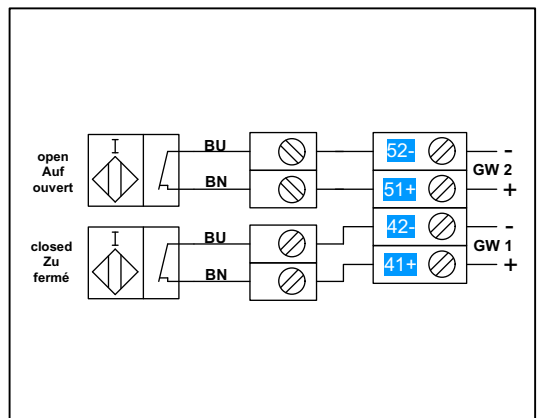 open
Auf
ouvert
I
BU
BN
52-
51+
-
GW 2
+
closed
Zu
fermé
I
BU
BN
42-
41+
-
GW 1
+